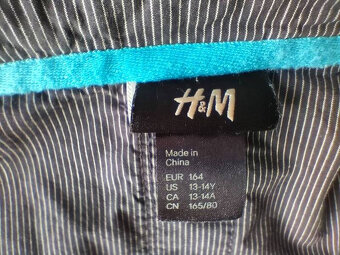 H&M
Made in
China
EUR 164
US 13-14Y
CA 13-14A
CN 165/80